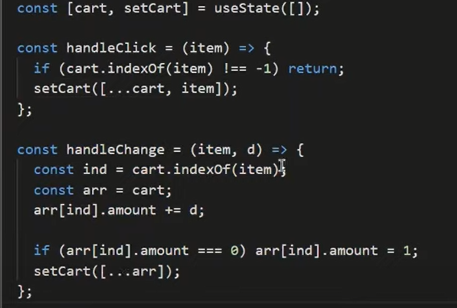 const [cart, setCart] = useState([]);
const handleClick = (item) => {
if (cart.indexOf(item) !== -1) return;
setCart([...cart, item]);
};
const handleChange = (item, d) => {
const ind = cart.indexOf(item);
const arr = cart;
arr[ind].amount += d;
if (arr[ind].amount === 0) arr[ind].amount = 1;
setCart([...arr]);
};